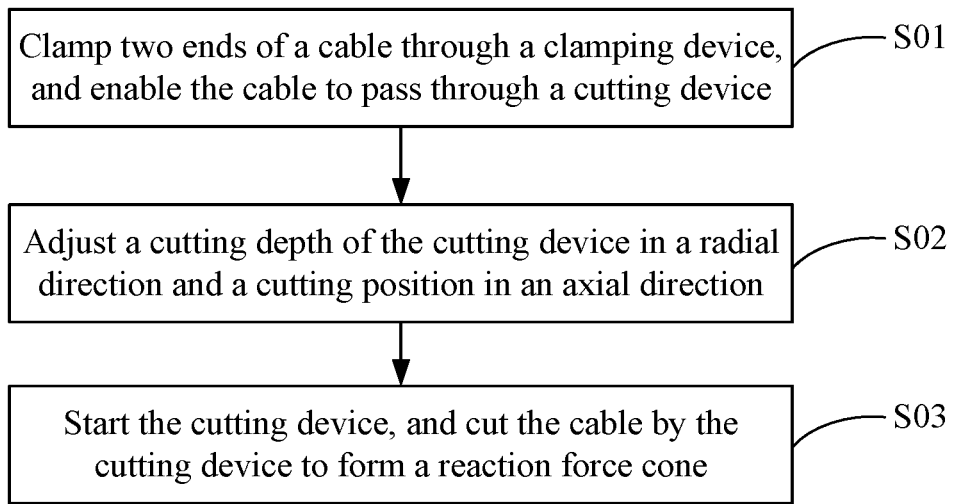 Clamp two ends of a cable through a clamping device,
and enable the cable to pass through a cutting device
S01
Adjust a cutting depth of the cutting device in a radial
direction and a cutting position in an axial direction
S02
Start the cutting device, and cut the cable by the
cutting device to form a reaction force cone
S03